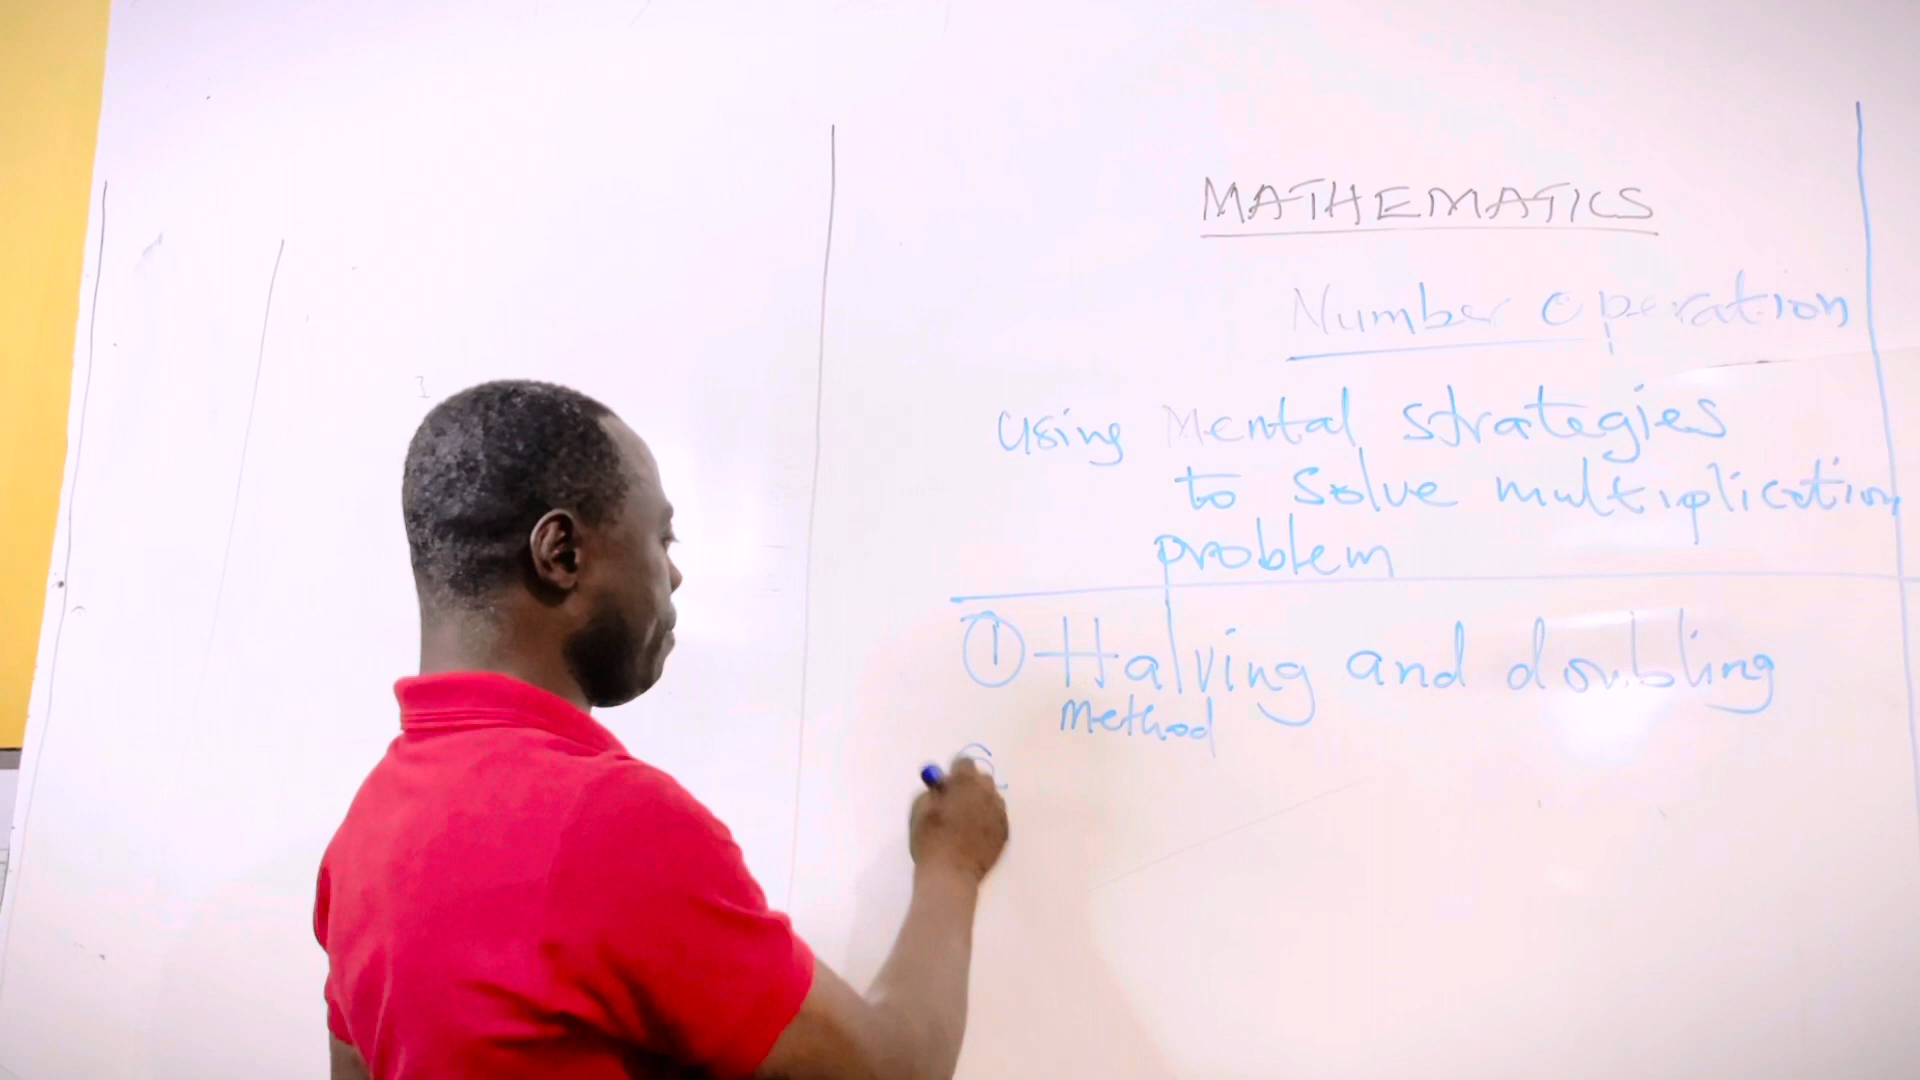 MATHEMATICS
Number operation
Using Mental strategies
to solve multiplication
problem
① Halving and doubling
Method